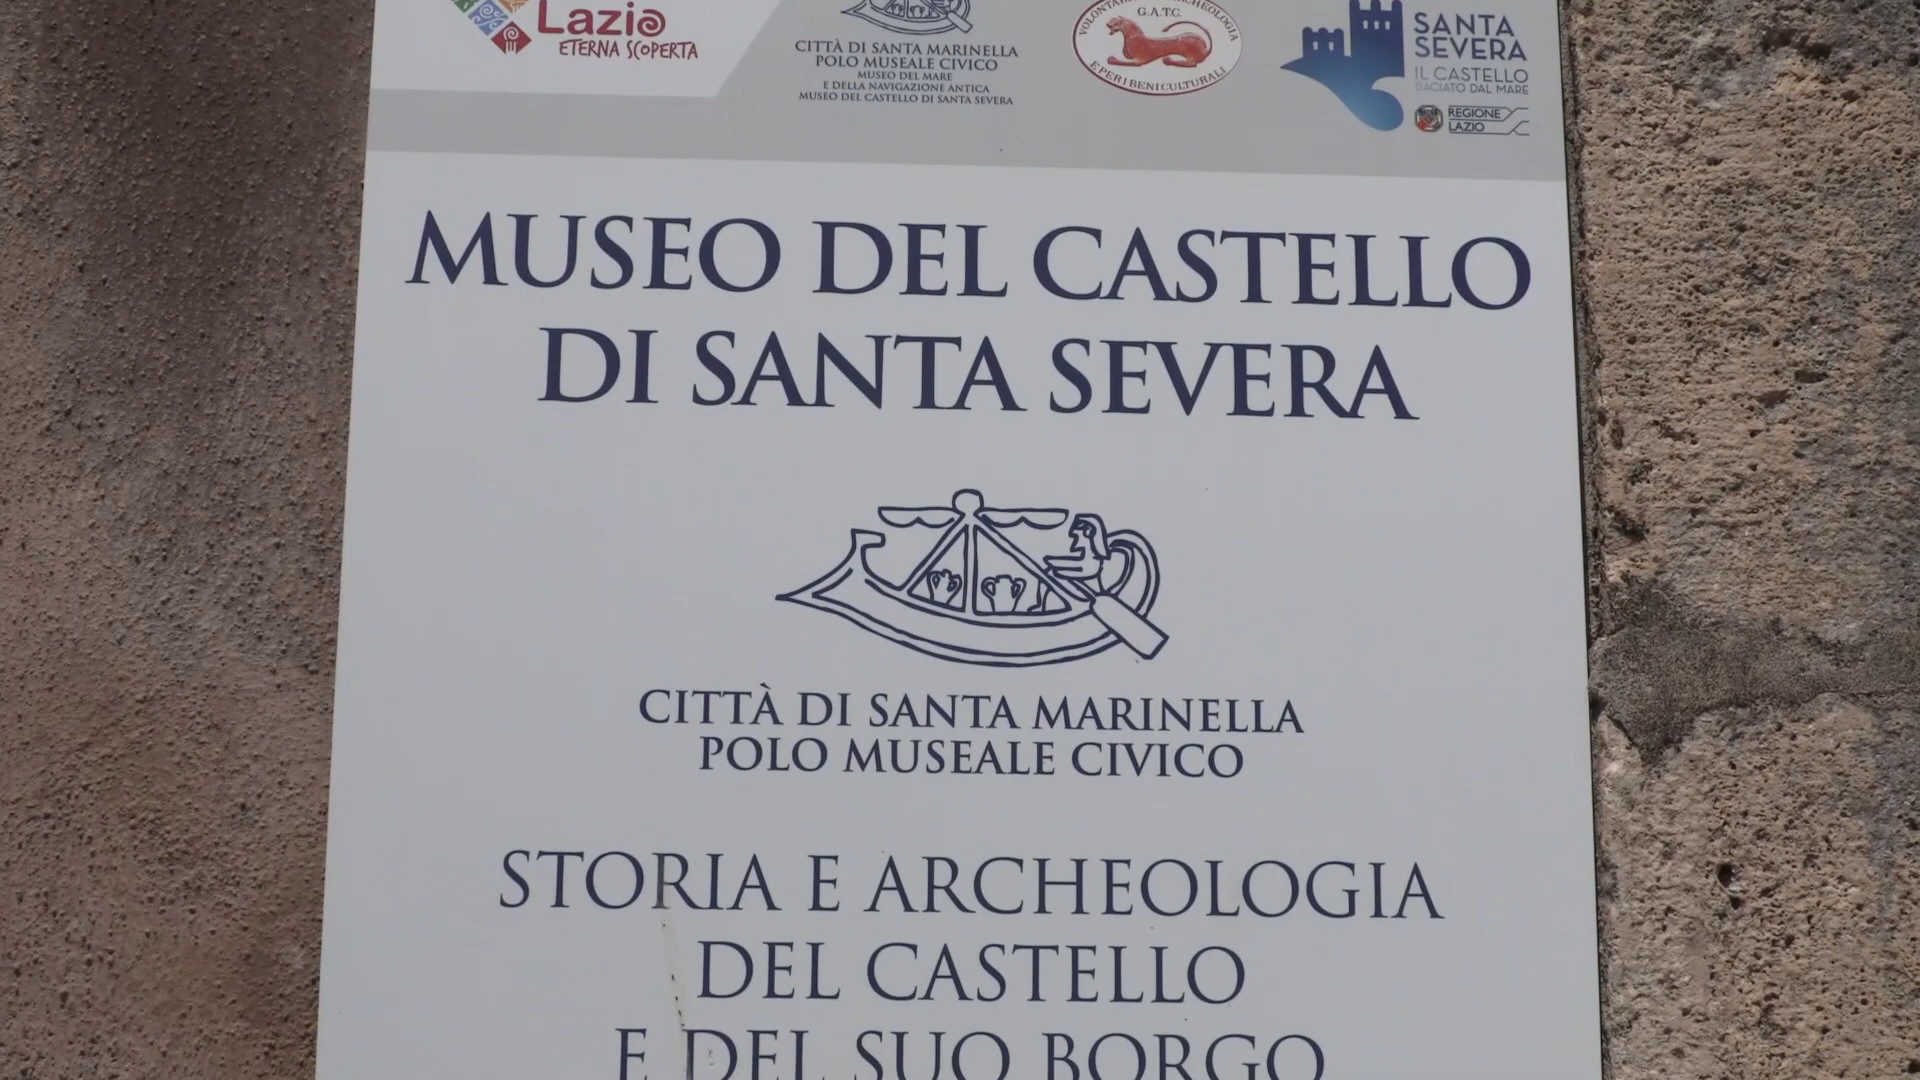 Lazio
ETERNA SCOPERTA
CITTÀ DI SANTA MARINELLA
POLO MUSEALE CIVICO
MUSEO DEL MARE
E DELLA NAVIGAZIONE ANTICA
MUSEO DEL CASTELLO DI SANTA SEVERA
G.A.T.C.
E PER I BENI CULTURALI
SANTA
SEVERA
IL CASTELLO
BACIATO DAL MARE
REGIONE
LAZIO
MUSEO DEL CASTELLO
DI SANTA SEVERA
CITTÀ DI SANTA MARINELLA
POLO MUSEALE CIVICO
STORIA E ARCHEOLOGIA
DEL CASTELLO
E DEL SUO BORGO